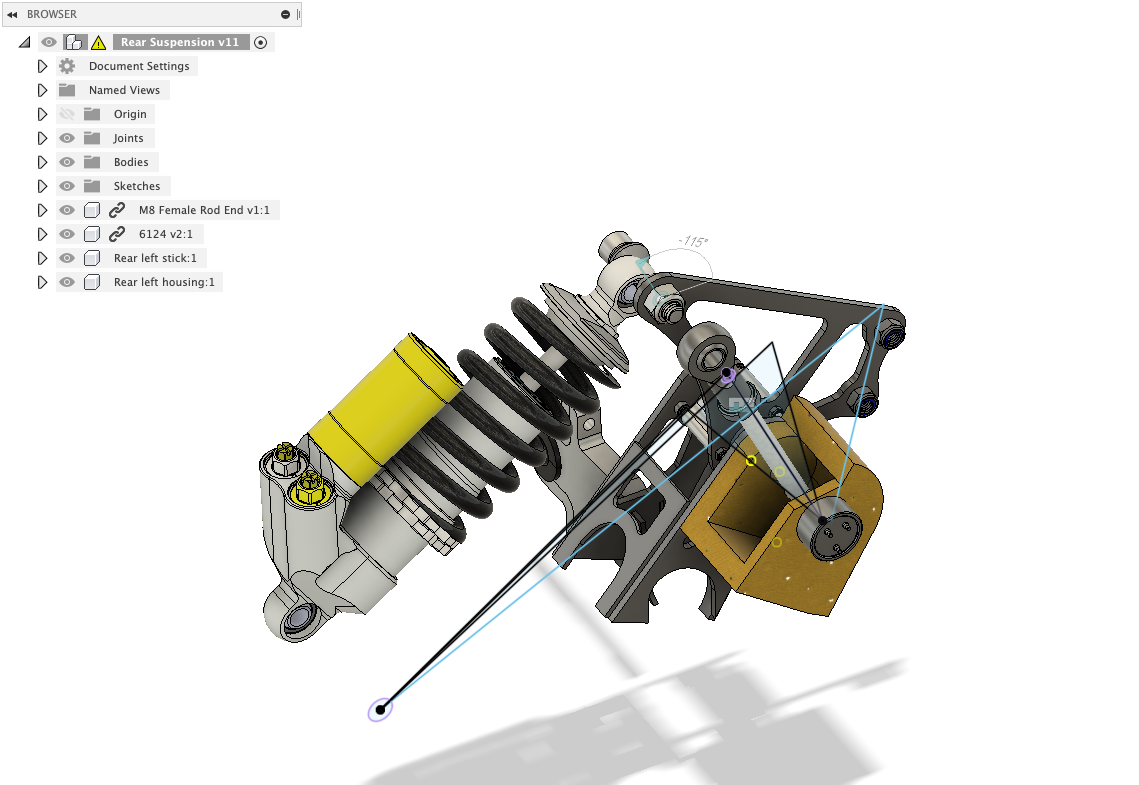 BROWSER
Rear Suspension v11
Document Settings
Named Views
Origin
Joints
Bodies
Sketches
M8 Female Rod End v1:1
6124 v2:1
Rear left stick:1
Rear left housing:1
-115°